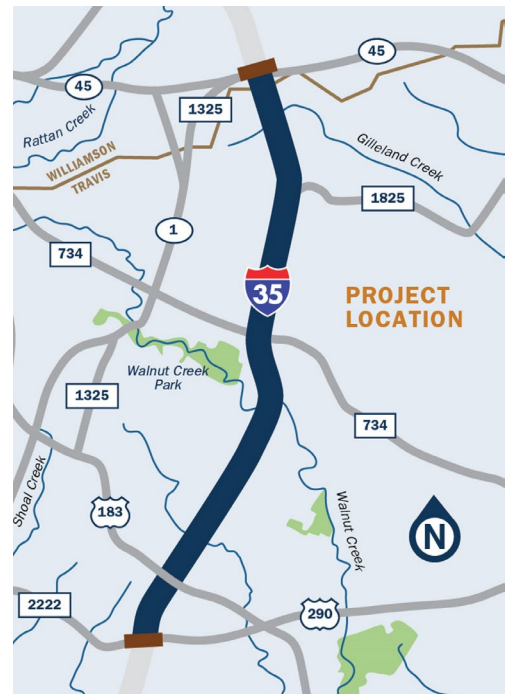 45
45
1325
Rattan Creek
Gilleland Creek
WILLIAMSON
TRAVIS
1825
1
734
35
PROJECT
LOCATION
Walnut Creek
Park
1325
734
Shoal Creek
183
Walnut Creek
N
2222
290